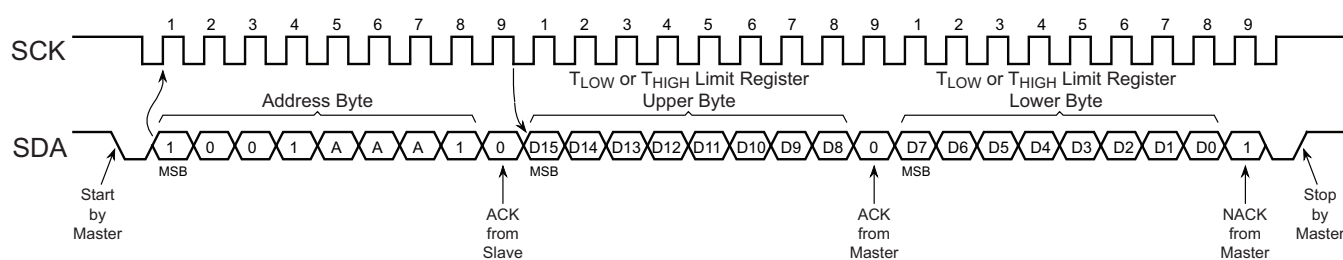 1 2 3 4 5 6 7 8 9 1 2 3 4 5 6 7 8 9 1 2 3 4 5 6 7 8 9
SCK
TLOW or THIGH Limit Register
Upper Byte
TLOW or THIGH Limit Register
Lower Byte
Address Byte
SDA
1 0 0 1 A A A 1 0 D15 D14 D13 D12 D11 D10 D9 D8 0 D7 D6 D5 D4 D3 D2 D1 D0 1
MSB MSB MSB
Start
by
Master
ACK
from
Slave
ACK
from
Master
NACK
from
Master
Stop
by
Master